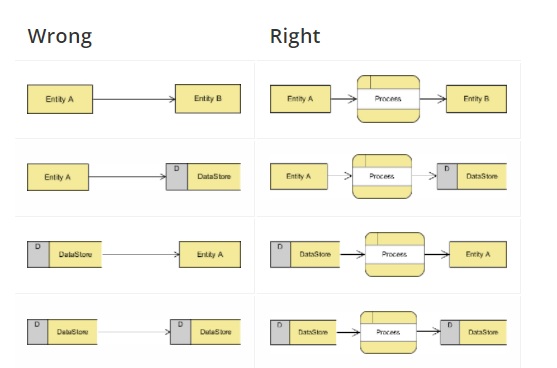 Wrong Right
Entity A Entity B Entity A Process Entity B
Entity A D DataStore Entity A Process D DataStore
D DataStore Entity A D DataStore Process Entity A
D DataStore D DataStore D DataStore Process D DataStore